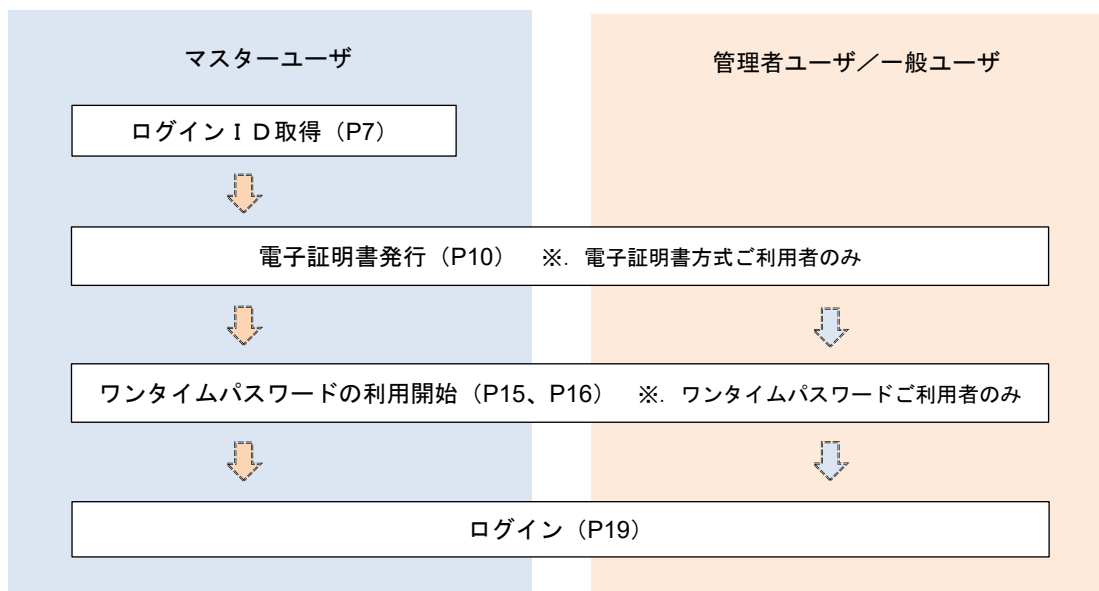 マスターユーザ
管理者ユーザ／一般ユーザ
ログインＩＤ取得（P7）
電子証明書発行（P10）　※. 電子証明書方式ご利用者のみ
ワンタイムパスワードの利用開始（P15、P16）　※. ワンタイムパスワードご利用者のみ
ログイン（P19）